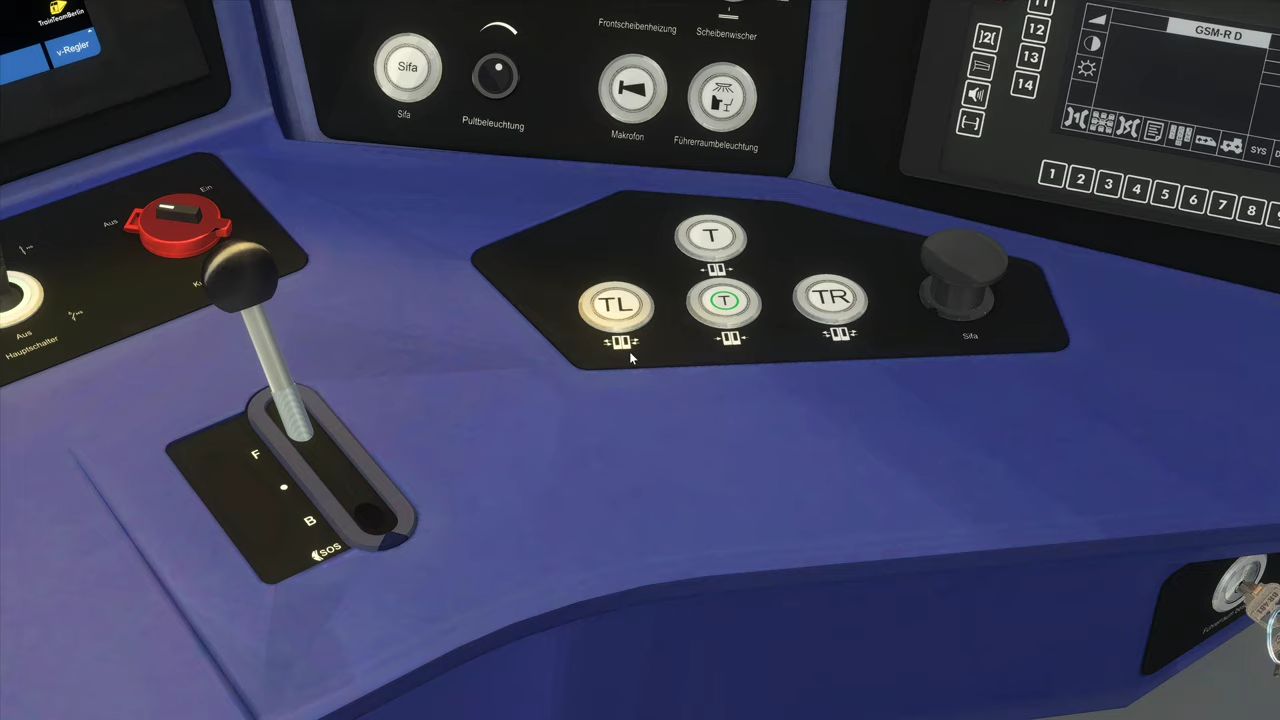 TrainTeamBerlin
v-Regler
Frontscheibenheizung
Scheibenwischer
Sifa
Sifa
Pultbeleuchtung
Makrofon
Führerraumbeleuchtung
GSM-R D
11
12
13
14
SYS
1 2 3 4 5 6 7 8
Ein
Aus
Aus
Hauptschalter
T
TL
T
TR
Sifa
F
B
SOS